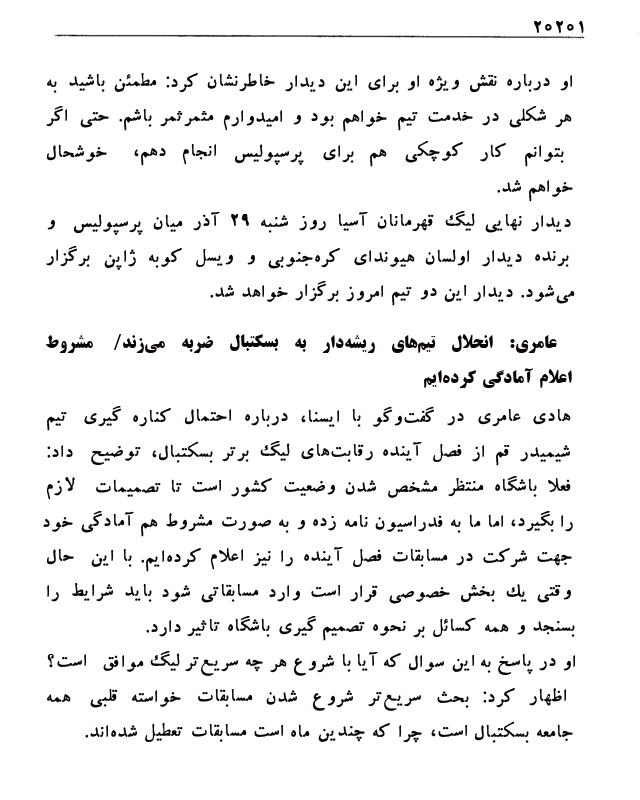 ۲۰۲۰۱
او درباره نقش ویژه او برای این دیدار خاطرنشان کرد: مطمئن باشید به
هر شکلی در خدمت تیم خواهم بود و امیدوارم مثمرثمر باشم. حتی اگر
بتوانم کار کوچکی هم برای پرسپولیس انجام دهم، خوشحال
خواهم شد.
دیدار نهایی لیگ قهرمانان آسیا روز شنبه ۲۹ آذر میان پرسپولیس و
برنده دیدار اولسان هیوندای کره‌جنوبی و ویسل کوبه ژاپن برگزار
می‌شود. دیدار این دو تیم امروز برگزار خواهد شد.
عامری: انحلال تیم‌های ریشه‌دار به بسکتبال ضربه می‌زند/ مشروط
اعلام آمادگی کرده‌ایم
هادی عامری در گفت‌وگو با ایسنا، درباره احتمال کناره گیری تیم
شیمیدر قم از فصل آینده رقابت‌های لیگ برتر بسکتبال، توضیح داد:
فعلا باشگاه منتظر مشخص شدن وضعیت کشور است تا تصمیمات لازم
را بگیرد، اما ما به فدراسیون نامه زده و به صورت مشروط هم آمادگی خود
جهت شرکت در مسابقات فصل آینده را نیز اعلام کرده‌ایم. با این حال
وقتی یك بخش خصوصی قرار است وارد مسابقاتی شود باید شرایط را
بسنجد و همه کسائل بر نحوه تصمیم گیری باشگاه تاثیر دارد.
او در پاسخ به این سوال که آیا با شروع هر چه سریع‌تر لیگ موافق است؟
اظهار کرد: بحث سریع‌تر شروع شدن مسابقات خواسته قلبی همه
جامعه بسکتبال است، چرا که چندین ماه است مسابقات تعطیل شده‌اند.